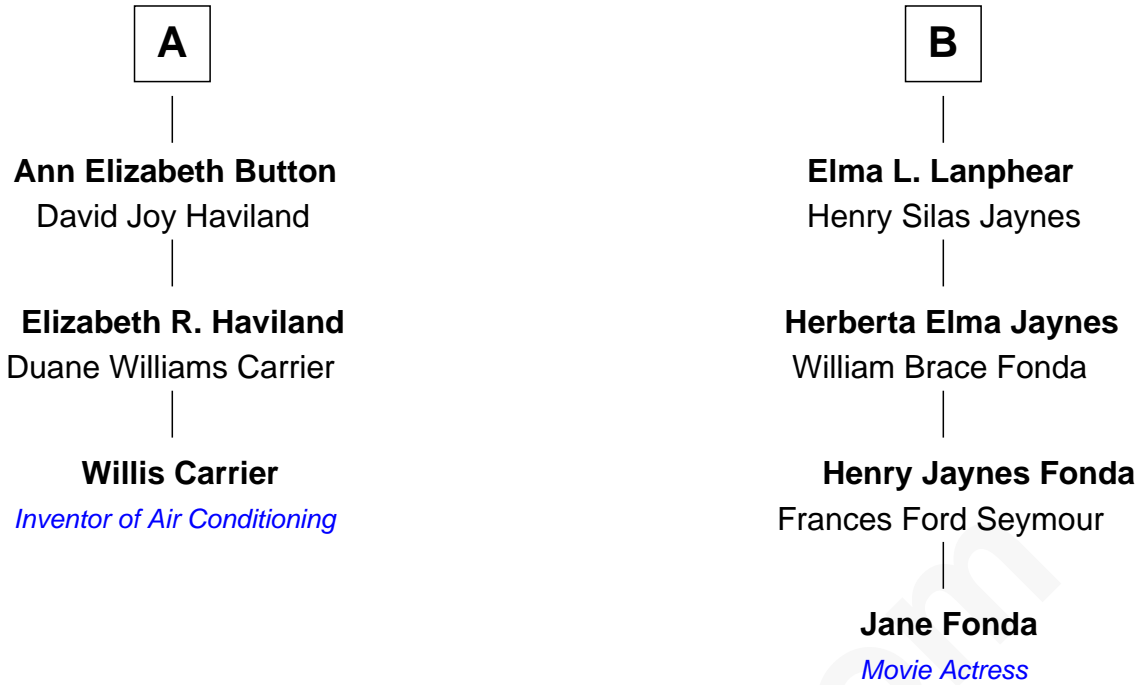 A
Ann Elizabeth Button
David Joy Haviland
Elizabeth R. Haviland
Duane Williams Carrier
Willis Carrier
Inventor of Air Conditioning
B
Elma L. Lanphear
Henry Silas Jaynes
Herberta Elma Jaynes
William Brace Fonda
Henry Jaynes Fonda
Frances Ford Seymour
Jane Fonda
Movie Actress